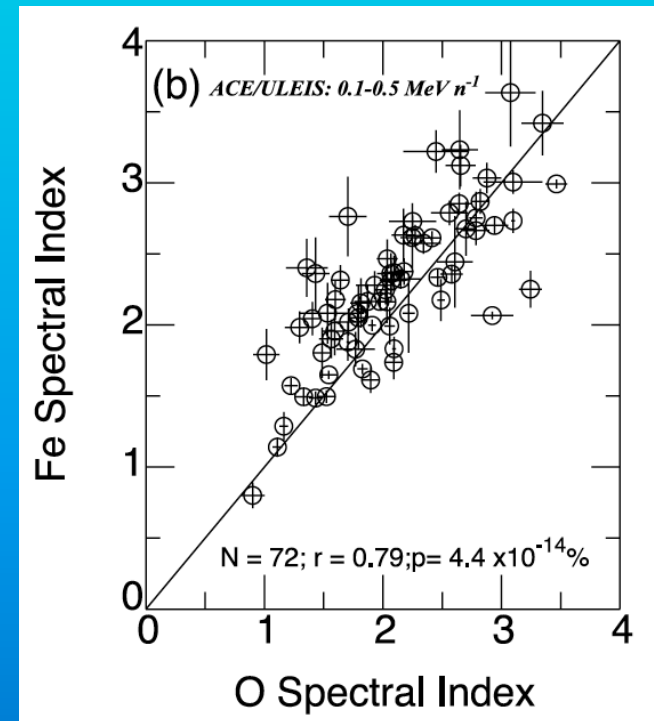 4
(b) ACE/ULEIS: 0.1-0.5 MeV n⁻¹
3
Fe Spectral Index
2
1
N = 72; r = 0.79;p= 4.4 x10⁻¹⁴%
0
0 1 2 3 4
O Spectral Index